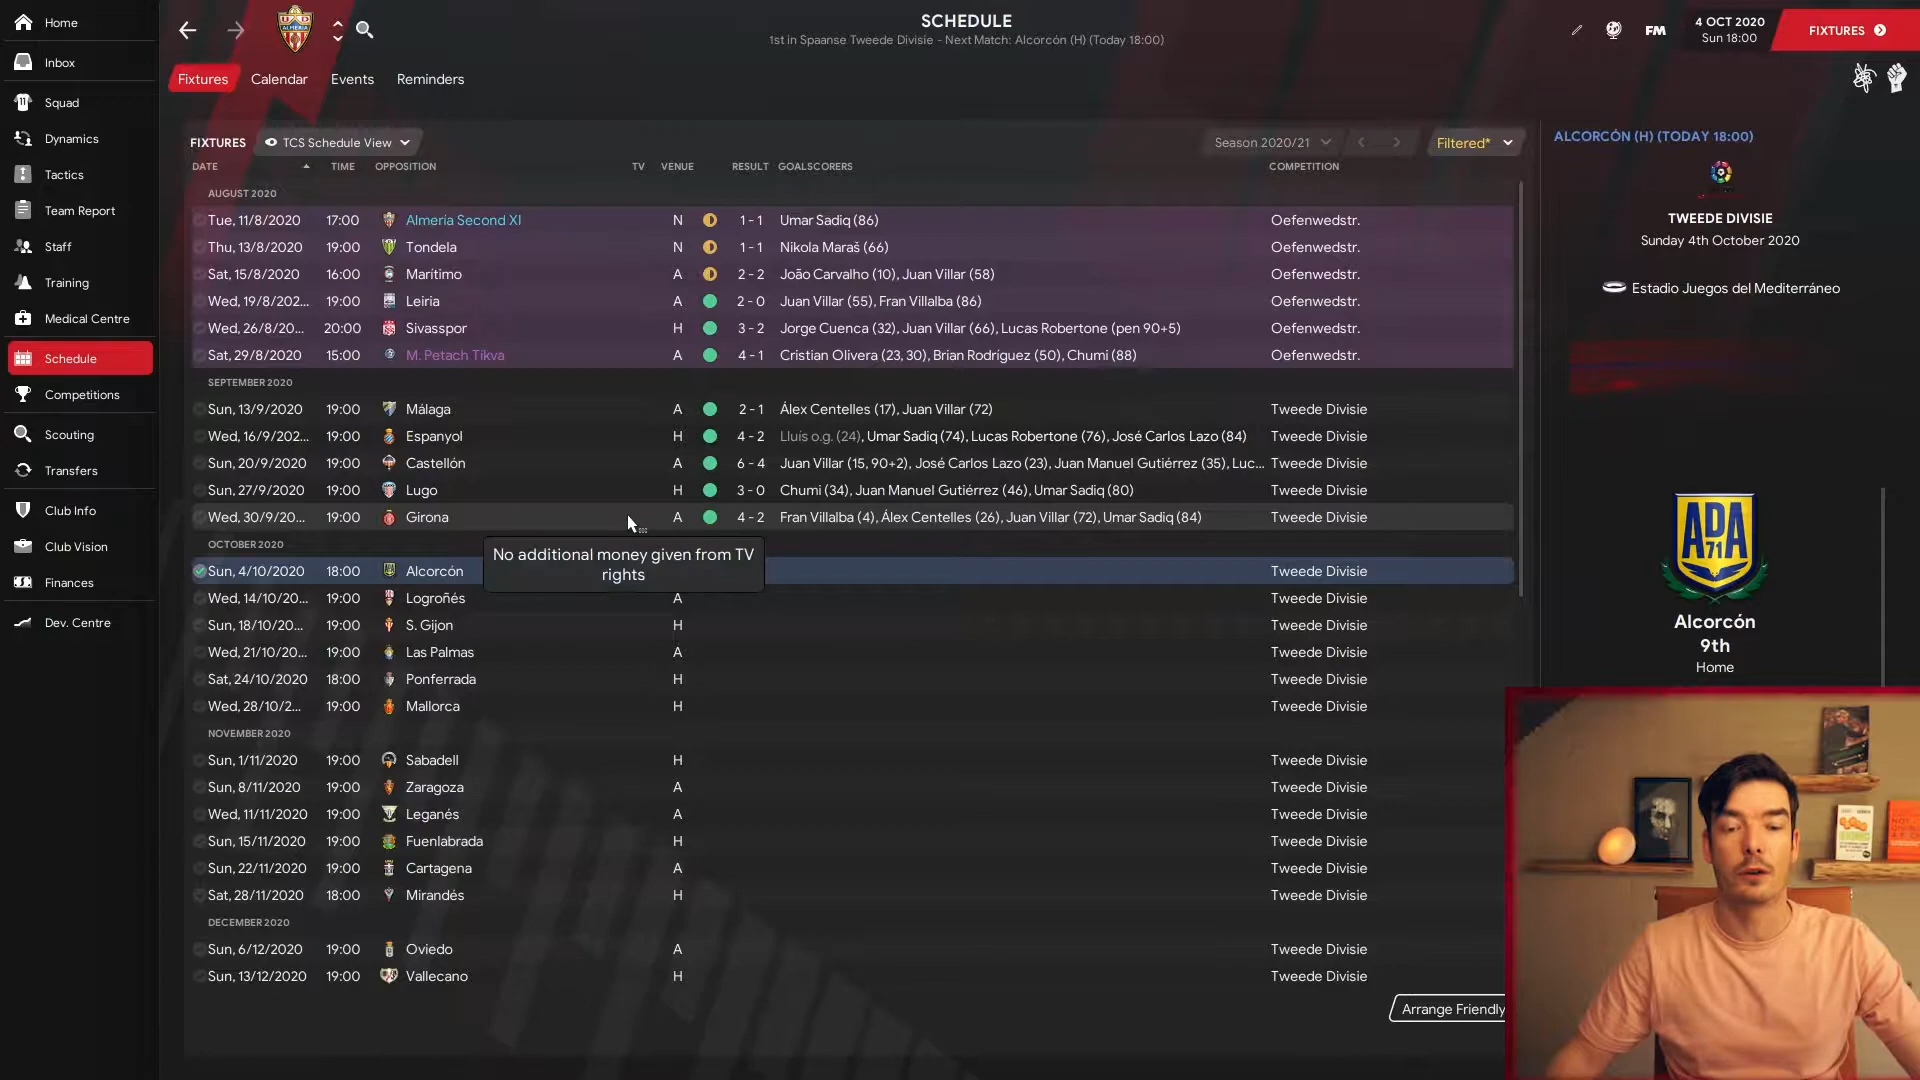 Home
Inbox
Squad
Dynamics
Tactics
Team Report
Staff
Training
Medical Centre
Schedule
Competitions
Scouting
Transfers
Club Info
Club Vision
Finances
Dev. Centre
SCHEDULE
1st in Spaanse Tweede Divisie - Next Match: Alcorcón (H) (Today 18:00)
FM
4 OCT 2020
Sun 18:00
FIXTURES
Fixtures Calendar Events Reminders
FIXTURES TCS Schedule View Season 2020/21 Filtered*
DATE TIME OPPOSITION TV VENUE RESULT GOALSCORERS COMPETITION
AUGUST 2020
Tue, 11/8/2020 17:00 Almería Second XI N 1 - 1 Umar Sadiq (86) Oefenwedstr.
Thu, 13/8/2020 19:00 Tondela N 1 - 1 Nikola Maraš (66) Oefenwedstr.
Sat, 15/8/2020 16:00 Marítimo A 2 - 2 João Carvalho (10), Juan Villar (58) Oefenwedstr.
Wed, 19/8/202... 19:00 Leiria A 2 - 0 Juan Villar (55), Fran Villalba (86) Oefenwedstr.
Wed, 26/8/20... 20:00 Sivasspor H 3 - 2 Jorge Cuenca (32), Juan Villar (66), Lucas Robertone (pen 90+5) Oefenwedstr.
Sat, 29/8/2020 15:00 M. Petach Tikva A 4 - 1 Cristian Olivera (23, 30), Brian Rodríguez (50), Chumi (88) Oefenwedstr.
SEPTEMBER 2020
Sun, 13/9/2020 19:00 Málaga A 2 - 1 Álex Centelles (17), Juan Villar (72) Tweede Divisie
Wed, 16/9/202... 19:00 Espanyol H 4 - 2 Lluís o.g. (24), Umar Sadiq (74), Lucas Robertone (76), José Carlos Lazo (84) Tweede Divisie
Sun, 20/9/2020 19:00 Castellón A 6 - 4 Juan Villar (15, 90+2), José Carlos Lazo (23), Juan Manuel Gutiérrez (35), Luc... Tweede Divisie
Sun, 27/9/2020 19:00 Lugo H 3 - 0 Chumi (34), Juan Manuel Gutiérrez (46), Umar Sadiq (80) Tweede Divisie
Wed, 30/9/20... 19:00 Girona A 4 - 2 Fran Villalba (4), Álex Centelles (26), Juan Villar (72), Umar Sadiq (84) Tweede Divisie
OCTOBER 2020
No additional money given from TV
rights
Sun, 4/10/2020 18:00 Alcorcón Tweede Divisie
Wed, 14/10/20... 19:00 Logroñés A Tweede Divisie
Sun, 18/10/20... 19:00 S. Gijon H Tweede Divisie
Wed, 21/10/20... 19:00 Las Palmas A Tweede Divisie
Sat, 24/10/2020 18:00 Ponferrada H Tweede Divisie
Wed, 28/10/2... 19:00 Mallorca H Tweede Divisie
NOVEMBER 2020
Sun, 1/11/2020 19:00 Sabadell H Tweede Divisie
Sun, 8/11/2020 19:00 Zaragoza A Tweede Divisie
Wed, 11/11/2020 19:00 Leganés A Tweede Divisie
Sun, 15/11/2020 19:00 Fuenlabrada H Tweede Divisie
Sun, 22/11/2020 19:00 Cartagena A Tweede Divisie
Sat, 28/11/2020 18:00 Mirandés H Tweede Divisie
DECEMBER 2020
Sun, 6/12/2020 19:00 Oviedo A Tweede Divisie
Sun, 13/12/2020 19:00 Vallecano H Tweede Divisie
Arrange Friendly
ALCORCÓN (H) (TODAY 18:00)
TWEEDE DIVISIE
Sunday 4th October 2020
Estadio Juegos del Mediterráneo
ADA
71
Alcorcón
9th
Home